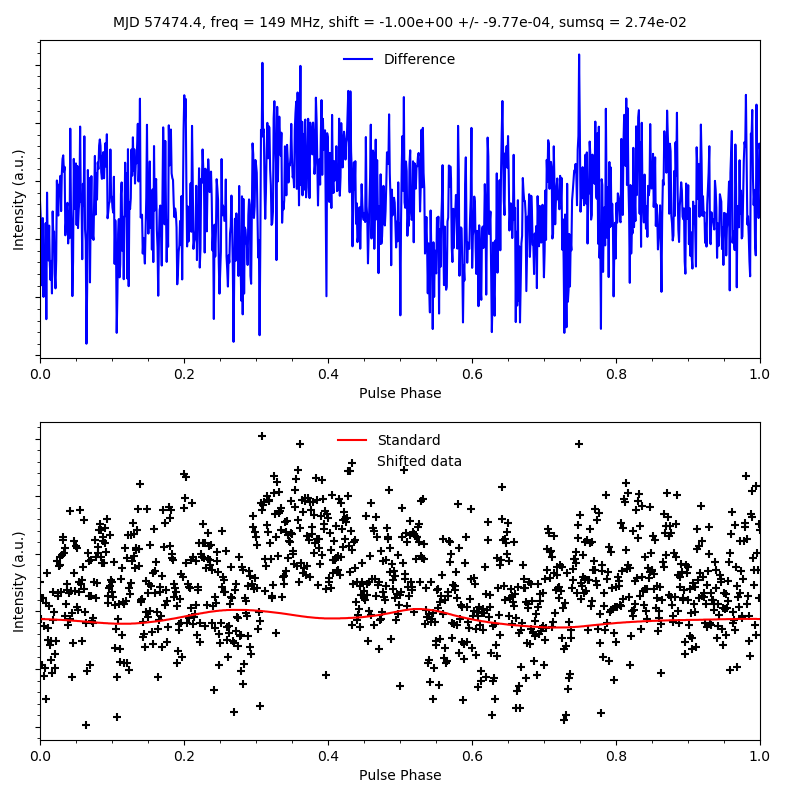 MJD 57474.4, freq = 149 MHz, shift = -1.00e+00 +/- -9.77e-04, sumsq = 2.74e-02
Difference
Intensity (a.u.)
0.0 0.2 0.4 0.6 0.8 1.0
Pulse Phase
Standard
Shifted data
Intensity (a.u.)
0.0 0.2 0.4 0.6 0.8 1.0
Pulse Phase